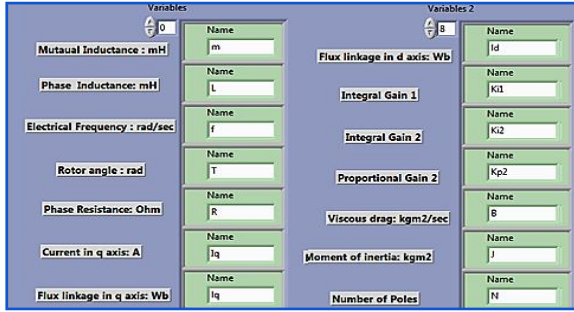 Variables
0
Mutaual Inductance : mH
Name
m
Phase Inductance: mH
Name
L
Electrical Frequency : rad/sec
Name
f
Rotor angle : rad
Name
T
Phase Resistance: Ohm
Name
R
Current in q axis: A
Name
Iq
Flux linkage in q axis: Wb
Name
lq
Variables 2
8
Flux linkage in d axis: Wb
Name
ld
Integral Gain 1
Name
Ki1
Integral Gain 2
Name
Ki2
Proportional Gain 2
Name
Kp2
Viscous drag: kgm2/sec
Name
B
Moment of inertia: kgm2
Name
J
Number of Poles
Name
N